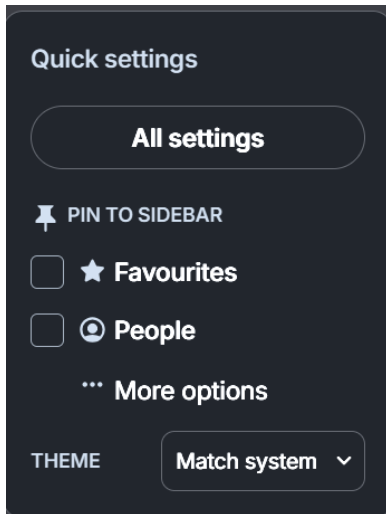 Quick settings
All settings
PIN TO SIDEBAR
Favourites
People
More options
THEME
Match system